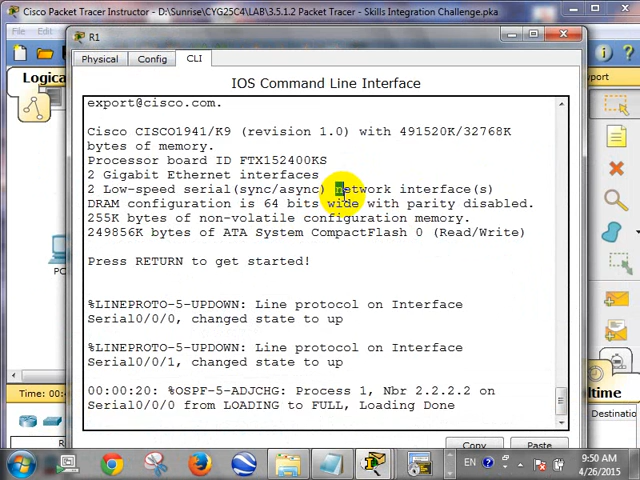 Cisco Packet Tracer Instructor - D:\Sunrise\CYG25C4\LAB\3.5.1.2 Packet Tracer - Skills Integration Challenge.pka
File
R1
Physical
Config
CLI
Logica
IOS Command Line Interface
export@cisco.com.
Cisco CISCO1941/K9 (revision 1.0) with 491520K/32768K
bytes of memory.
Processor board ID FTX152400KS
2 Gigabit Ethernet interfaces
2 Low-speed serial(sync/async) network interface(s)
DRAM configuration is 64 bits wide with parity disabled.
255K bytes of non-volatile configuration memory.
249856K bytes of ATA System CompactFlash 0 (Read/Write)
Press RETURN to get started!
%LINEPROTO-5-UPDOWN: Line protocol on Interface
Serial0/0/0, changed state to up
%LINEPROTO-5-UPDOWN: Line protocol on Interface
Serial0/0/1, changed state to up
00:00:20: %OSPF-5-ADJCHG: Process 1, Nbr 2.2.2.2 on
Serial0/0/0 from LOADING to FULL, Loading Done
Copy
Paste
port
PC
Time: 00
ltime
Destinatio
EN
9:50 AM
4/26/2015